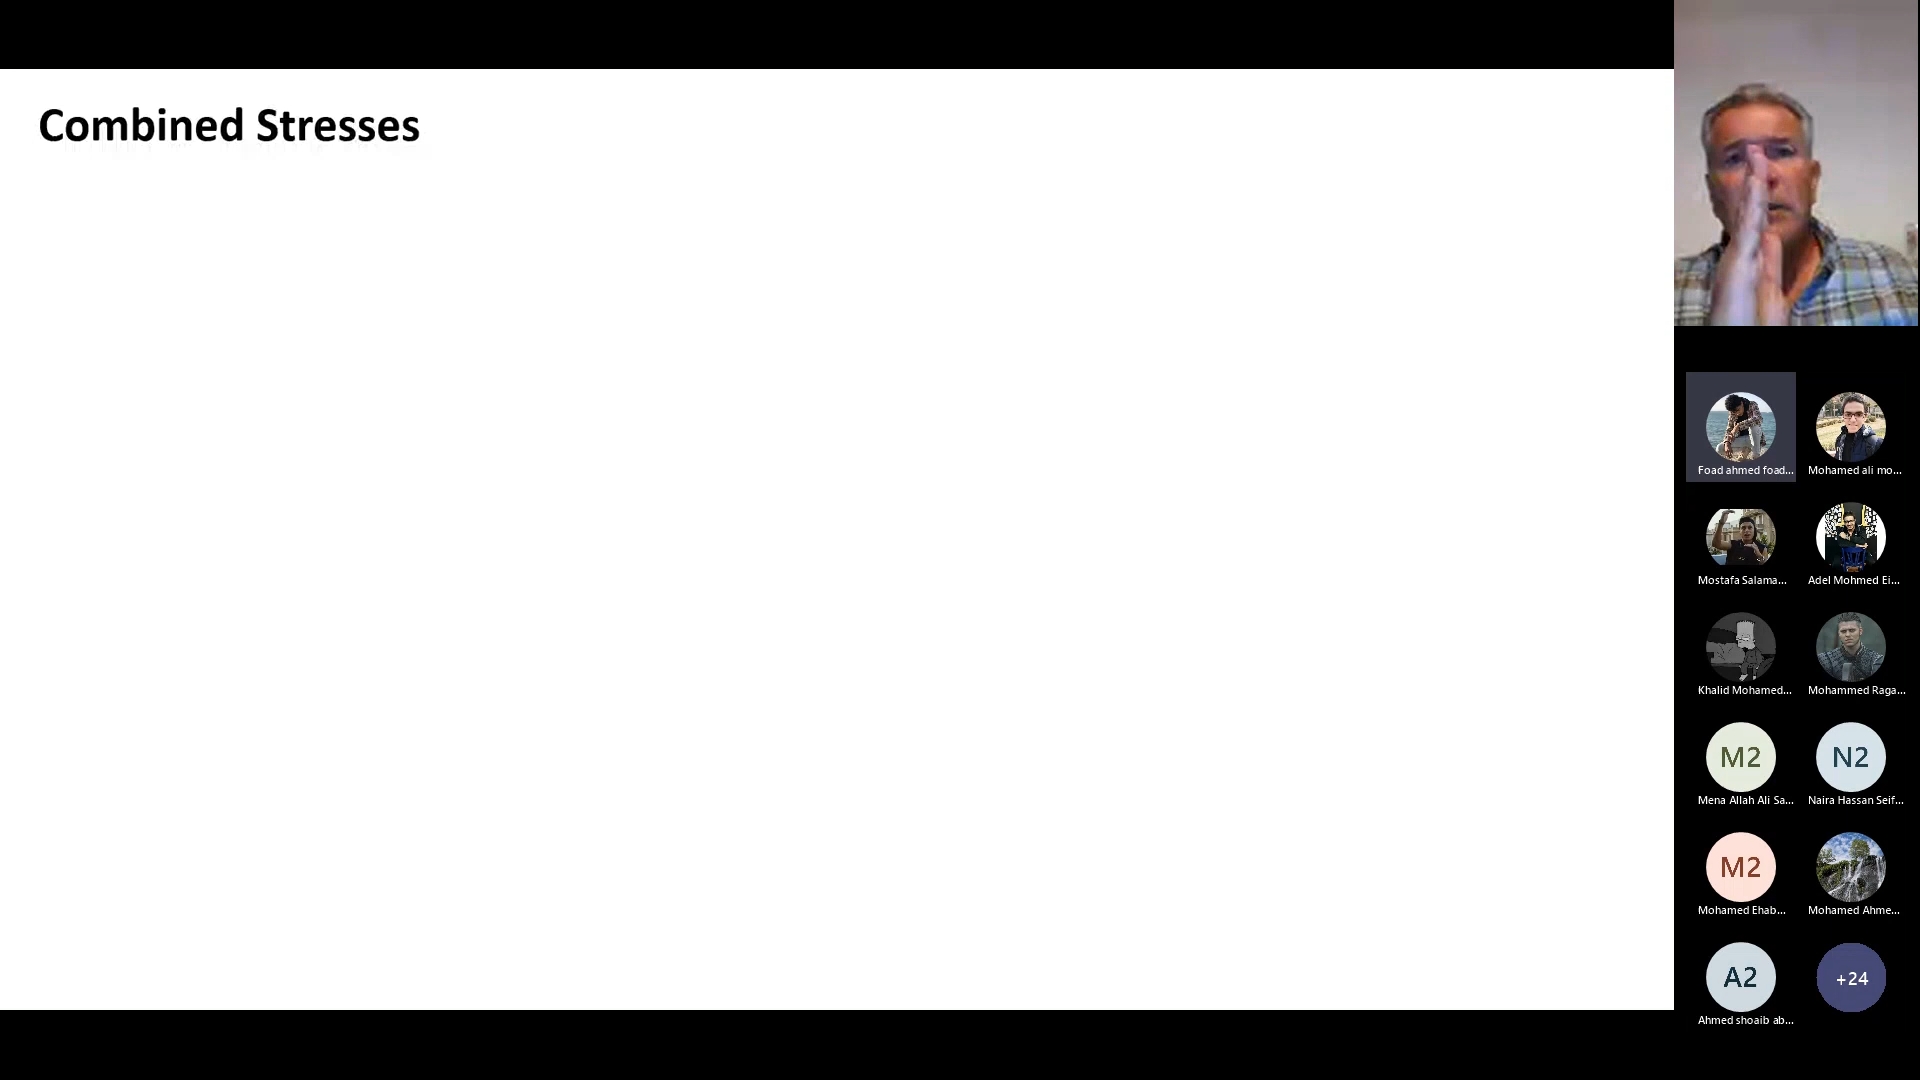 Combined Stresses
Foad ahmed foad...
Mohamed ali mo...
Mostafa Salama...
Adel Mohmed Ei...
Khalid Mohamed...
Mohammed Raga...
M2
N2
Mena Allah Ali Sa...
Naira Hassan Seif...
M2
Mohamed Ehab...
Mohamed Ahme...
A2
+24
Ahmed shoaib ab...